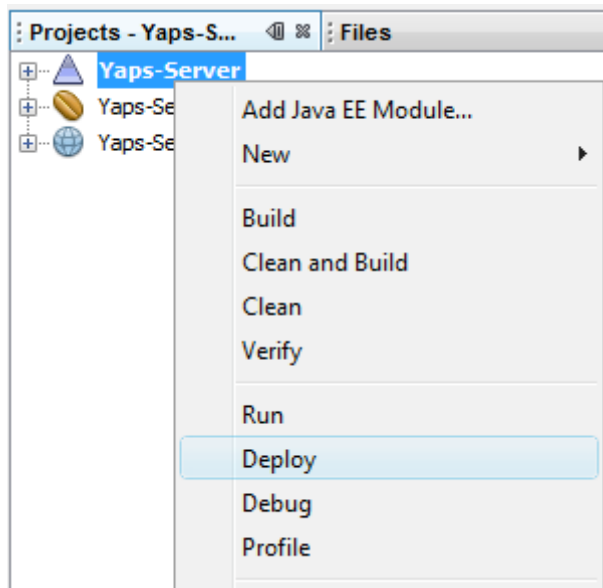 Projects - Yaps-S...
Files
Yaps-Server
Yaps-Se
Yaps-Se
Add Java EE Module...
New
Build
Clean and Build
Clean
Verify
Run
Deploy
Debug
Profile